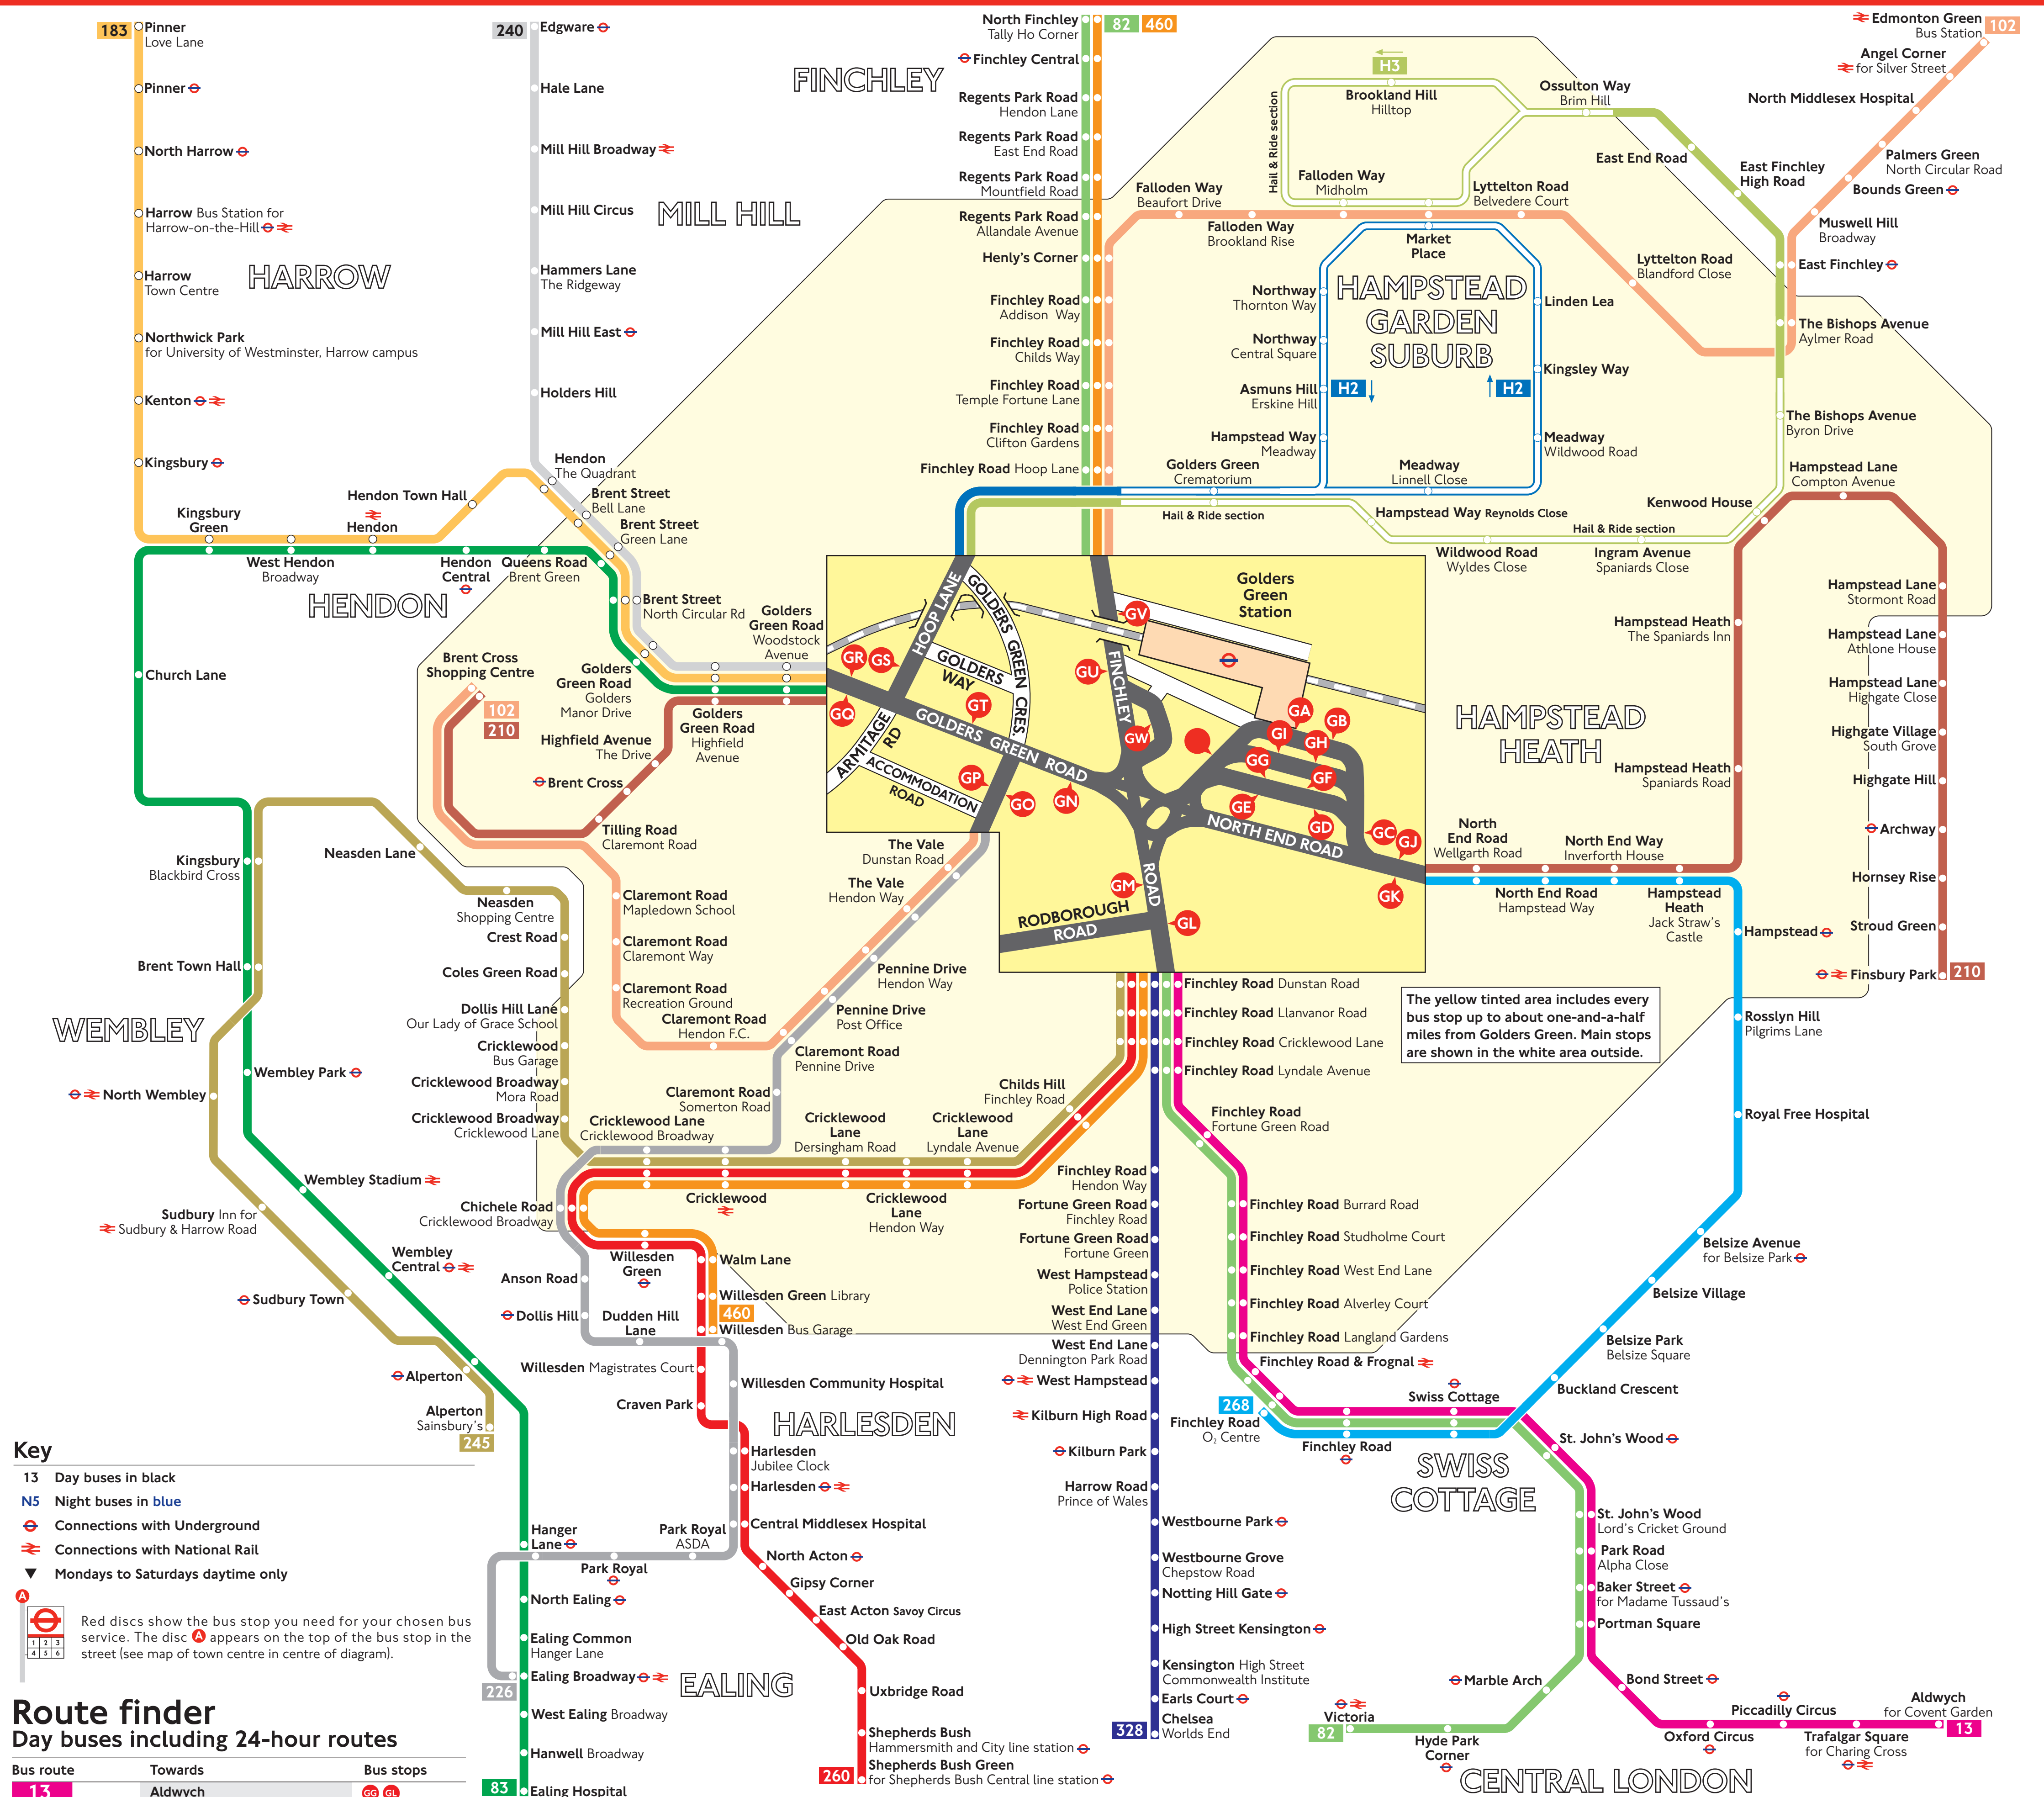 183
Pinner
Love Lane
Pinner
North Harrow
Harrow Bus Station for
Harrow-on-the-Hill
Harrow
Town Centre
HARROW
Northwick Park
for University of Westminster, Harrow campus
Kenton
Kingsbury
Kingsbury
Green
Hendon
Hendon Town Hall
240
Edgware
Hale Lane
Mill Hill Broadway
Mill Hill Circus
MILL HILL
Hammers Lane
The Ridgeway
Mill Hill East
Holders Hill
Hendon
The Quadrant
Brent Street
Bell Lane
Brent Street
Green Lane
Brent Street
North Circular Rd
Golders
Green Road
Woodstock
Avenue
West Hendon
Broadway
Hendon
Central
Queens Road
Brent Green
HENDON
Church Lane
Golders
Green Road
Golders
Manor Drive
Golders
Green Road
Highfield
Avenue
Brent Cross
Shopping Centre
102
210
Highfield Avenue
The Drive
Brent Cross
Tilling Road
Claremont Road
FINCHLEY
North Finchley
Tally Ho Corner
82
460
Finchley Central
Regents Park Road
Hendon Lane
Regents Park Road
East End Road
Regents Park Road
Mountfield Road
Regents Park Road
Allandale Avenue
Henly's Corner
Finchley Road
Addison Way
Finchley Road
Childs Way
Finchley Road
Temple Fortune Lane
Finchley Road
Clifton Gardens
Finchley Road Hoop Lane
H3
Brookland Hill
Hilltop
Hail & Ride section
Falloden Way
Midholm
Ossulton Way
Brim Hill
East End Road
East Finchley
High Road
Falloden Way
Beaufort Drive
Falloden Way
Brookland Rise
Lyttelton Road
Belvedere Court
Market
Place
Lyttelton Road
Blandford Close
HAMPSTEAD
GARDEN
SUBURB
Northway
Thornton Way
Northway
Central Square
Asmuns Hill
Erskine Hill
H2
H2
Hampstead Way
Meadway
Linden Lea
Kingsley Way
Meadway
Wildwood Road
Golders Green
Crematorium
Meadway
Linnell Close
Hail & Ride section
Hampstead Way Reynolds Close
Hail & Ride section
Wildwood Road
Wyldes Close
Ingram Avenue
Spaniards Close
Kenwood House
Edmonton Green
Bus Station
102
Angel Corner
for Silver Street
North Middlesex Hospital
Palmers Green
North Circular Road
Bounds Green
Muswell Hill
Broadway
East Finchley
The Bishops Avenue
Aylmer Road
The Bishops Avenue
Byron Drive
Hampstead Lane
Compton Avenue
Hampstead Lane
Stormont Road
Hampstead Lane
Athlone House
Hampstead Lane
Highgate Close
Highgate Village
South Grove
Highgate Hill
Archway
Hornsey Rise
Stroud Green
Finsbury Park
210
Hampstead Heath
The Spaniards Inn
HAMPSTEAD
HEATH
Hampstead Heath
Spaniards Road
North
End Road
Wellgarth Road
North End Way
Inverforth House
North End Road
Hampstead Way
Hampstead
Heath
Jack Straw's
Castle
Hampstead
Rosslyn Hill
Pilgrims Lane
Royal Free Hospital
Belsize Avenue
for Belsize Park
Belsize Village
Belsize Park
Belsize Square
Buckland Crescent
Golders
Green
Station
HOOP LANE
GOLDERS GREEN CRES.
GOLDERS
WAY
GOLDERS GREEN ROAD
ARMITAGE
RD
ACCOMMODATION
ROAD
FINCHLEY
ROAD
NORTH END ROAD
RODBOROUGH
ROAD
GV
GR
GS
GU
GQ
GT
GW
GA
GB
GI
GH
GG
GF
GP
GO
GN
GE
GD
GC
GJ
GM
GK
GL
The yellow tinted area includes every
bus stop up to about one-and-a-half
miles from Golders Green. Main stops
are shown in the white area outside.
Kingsbury
Blackbird Cross
Neasden Lane
Neasden
Shopping Centre
Crest Road
Coles Green Road
Dollis Hill Lane
Our Lady of Grace School
Cricklewood
Bus Garage
Cricklewood Broadway
Mora Road
Cricklewood Broadway
Cricklewood Lane
Brent Town Hall
WEMBLEY
Wembley Park
North Wembley
Wembley Stadium
Sudbury Inn for
Sudbury & Harrow Road
Wembley
Central
Sudbury Town
Alperton
Alperton
Sainsbury's
245
The Vale
Dunstan Road
The Vale
Hendon Way
Claremont Road
Mapledown School
Claremont Road
Claremont Way
Claremont Road
Recreation Ground
Claremont Road
Hendon F.C.
Pennine Drive
Hendon Way
Pennine Drive
Post Office
Claremont Road
Pennine Drive
Claremont Road
Somerton Road
Cricklewood Lane
Cricklewood Broadway
Cricklewood
Lane
Dersingham Road
Cricklewood
Lane
Lyndale Avenue
Childs Hill
Finchley Road
Cricklewood
Cricklewood
Lane
Hendon Way
Chichele Road
Cricklewood Broadway
Willesden
Green
Walm Lane
Willesden Green Library
460
Willesden Bus Garage
Anson Road
Dollis Hill
Dudden Hill
Lane
Willesden Magistrates Court
Willesden Community Hospital
Craven Park
HARLESDEN
Harlesden
Jubilee Clock
Harlesden
Central Middlesex Hospital
Park Royal
ASDA
Park Royal
Hanger
Lane
North Ealing
Ealing Common
Hanger Lane
Ealing Broadway
226
EALING
West Ealing Broadway
Hanwell Broadway
83
Ealing Hospital
North Acton
Gipsy Corner
East Acton Savoy Circus
Old Oak Road
Uxbridge Road
Shepherds Bush
Hammersmith and City line station
260
Shepherds Bush Green
for Shepherds Bush Central line station
Finchley Road Dunstan Road
Finchley Road Llanvanor Road
Finchley Road Cricklewood Lane
Finchley Road Lyndale Avenue
Finchley Road
Fortune Green Road
Finchley Road
Hendon Way
Fortune Green Road
Finchley Road
Fortune Green Road
Fortune Green
West Hampstead
Police Station
West End Lane
West End Green
West End Lane
Dennington Park Road
West Hampstead
Kilburn High Road
Kilburn Park
Harrow Road
Prince of Wales
Westbourne Park
Westbourne Grove
Chepstow Road
Notting Hill Gate
High Street Kensington
Kensington High Street
Commonwealth Institute
Earls Court
328
Chelsea
Worlds End
Finchley Road Burrard Road
Finchley Road Studholme Court
Finchley Road West End Lane
Finchley Road Alverley Court
Finchley Road Langland Gardens
Finchley Road & Frognal
268
Finchley Road
O2 Centre
Finchley Road
Swiss Cottage
SWISS
COTTAGE
St. John's Wood
St. John's Wood
Lord's Cricket Ground
Park Road
Alpha Close
Baker Street
for Madame Tussaud's
Portman Square
Marble Arch
Bond Street
Victoria
82
Hyde Park
Corner
Oxford Circus
Piccadilly Circus
Trafalgar Square
for Charing Cross
Aldwych
for Covent Garden
13
CENTRAL LONDON
Key
13 Day buses in black
N5 Night buses in blue
Connections with Underground
Connections with National Rail
Mondays to Saturdays daytime only
A
1 2 3
4 5 6
Red discs show the bus stop you need for your chosen bus
service. The disc A appears on the top of the bus stop in the
street (see map of town centre in centre of diagram).
Route finder
Day buses including 24-hour routes
Bus route Towards Bus stops
13 Aldwych GG GL